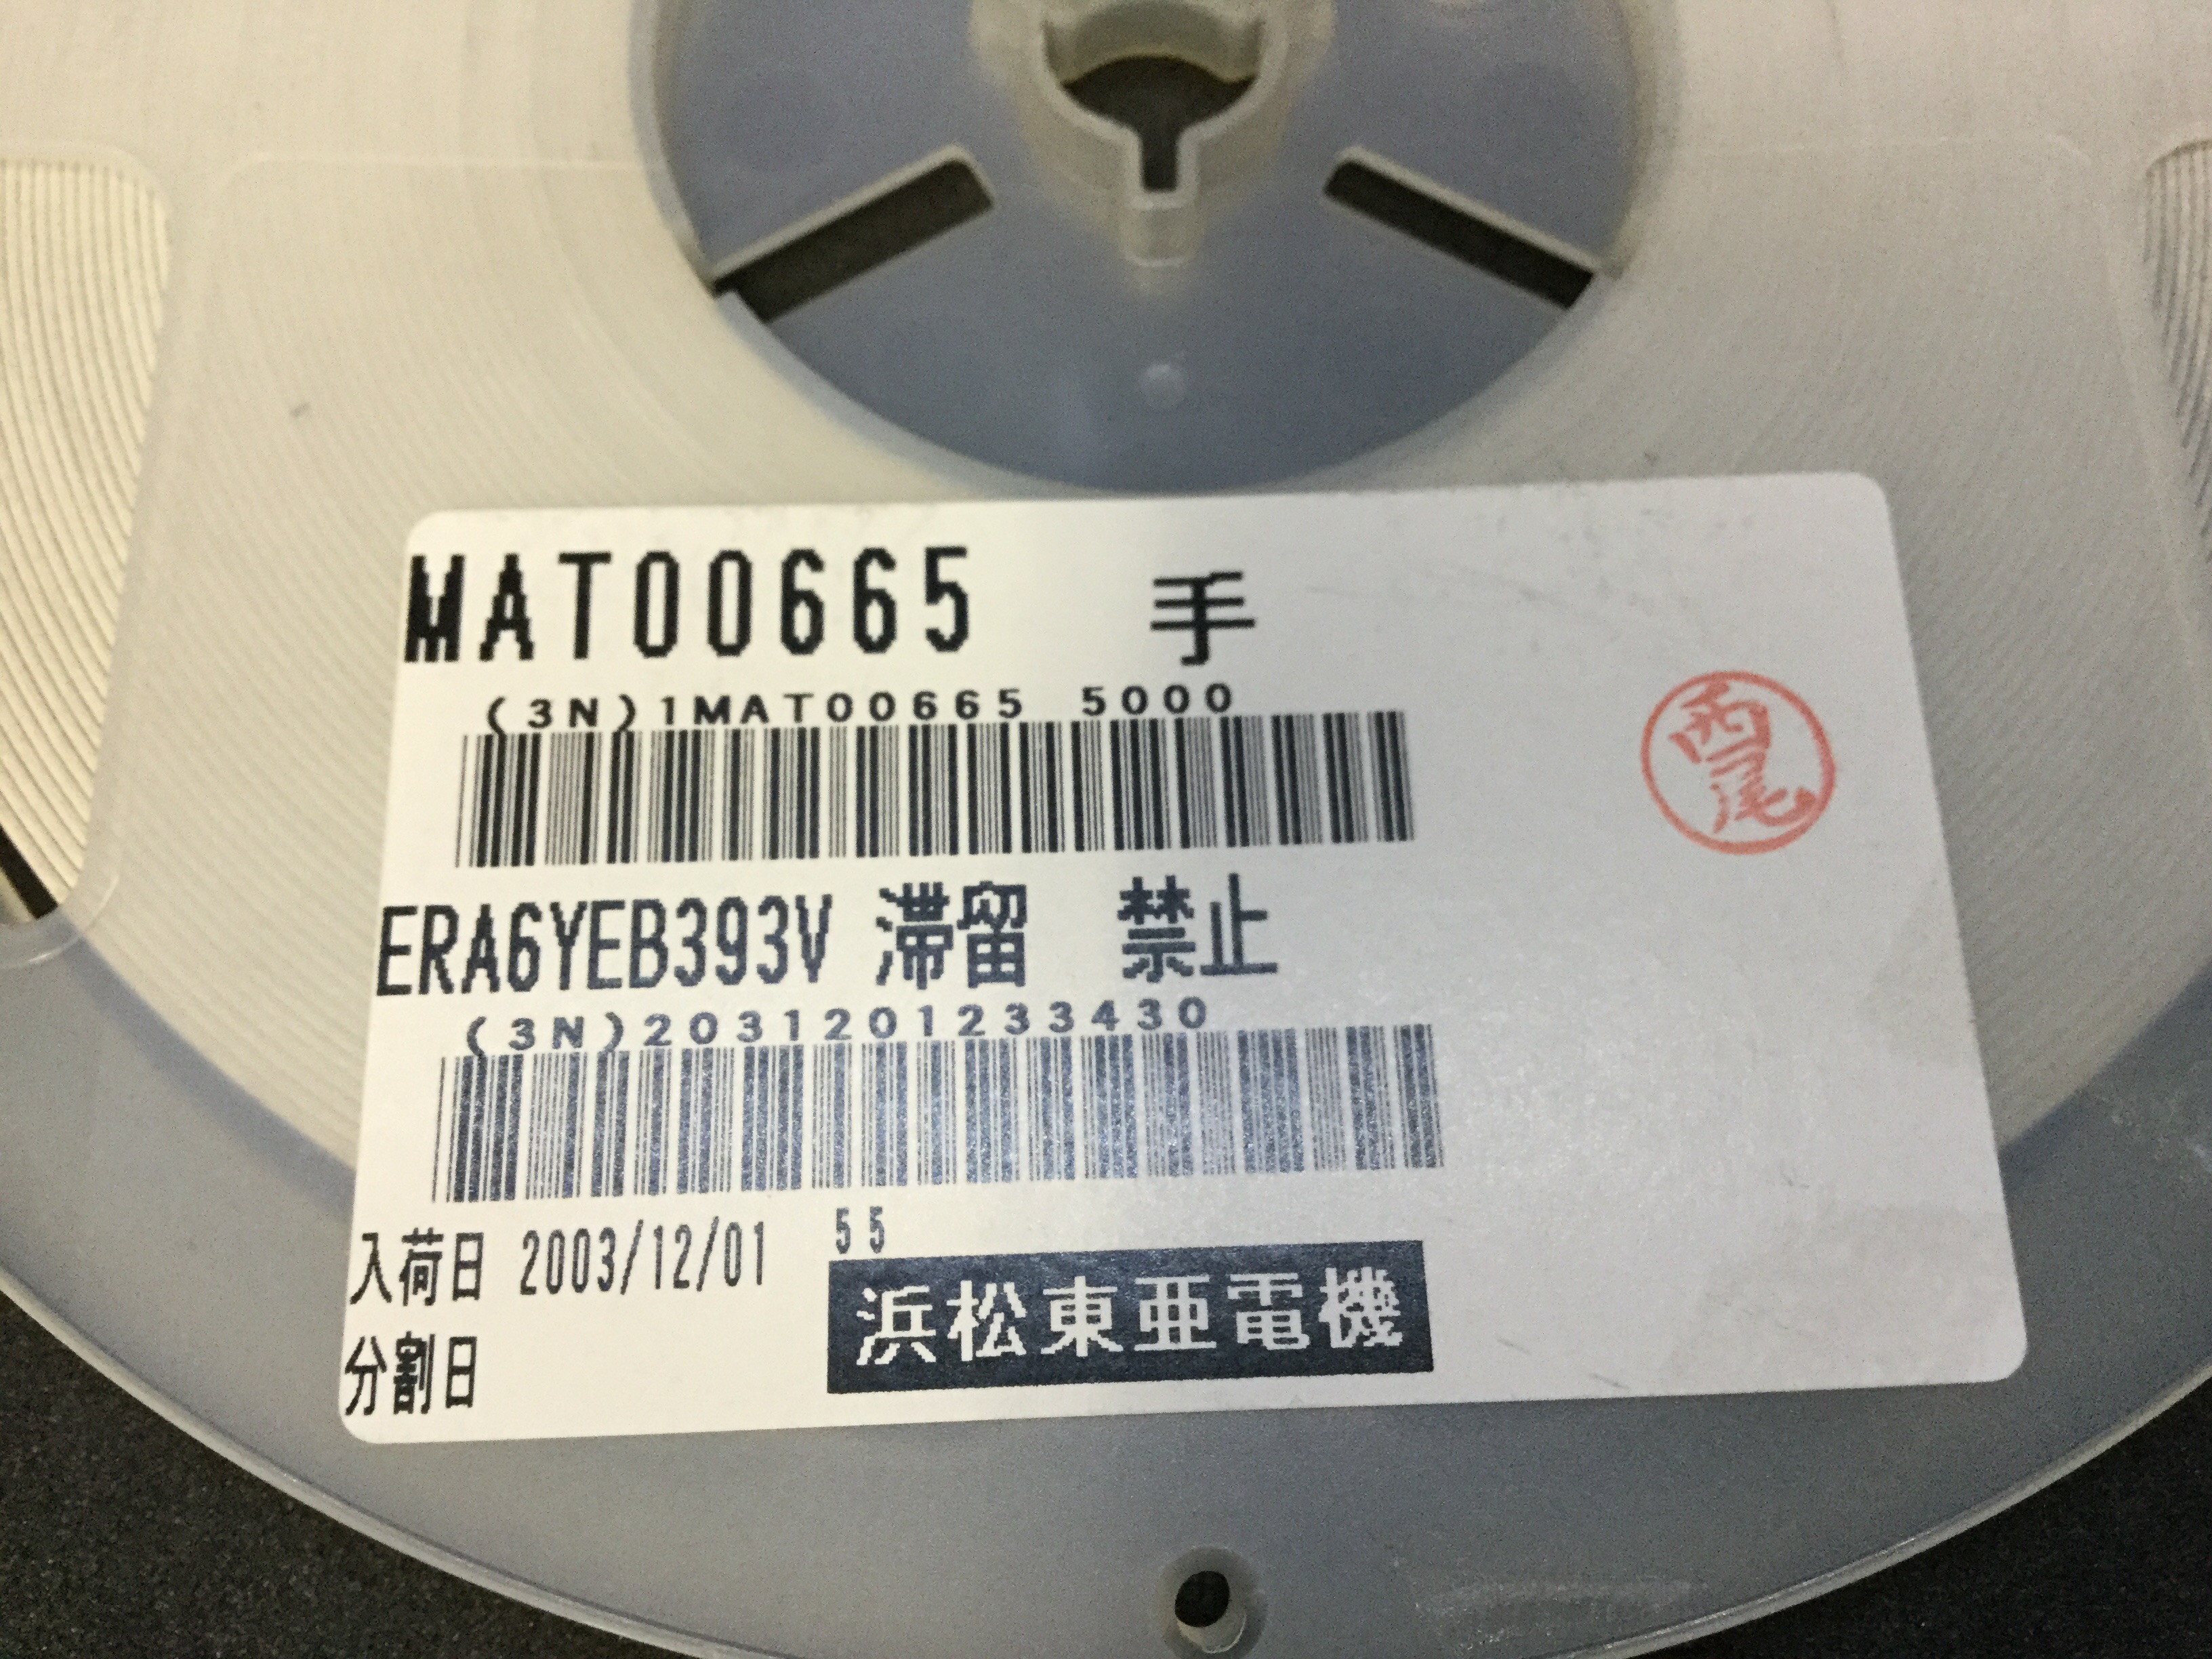 MAT00665 手
(3N)1MAT00665 5000
西尾
ERA6YEB393V 滞留 禁止
(3N)2031201233430
入荷日 2003/12/01 55
浜松東亜電機
分割日